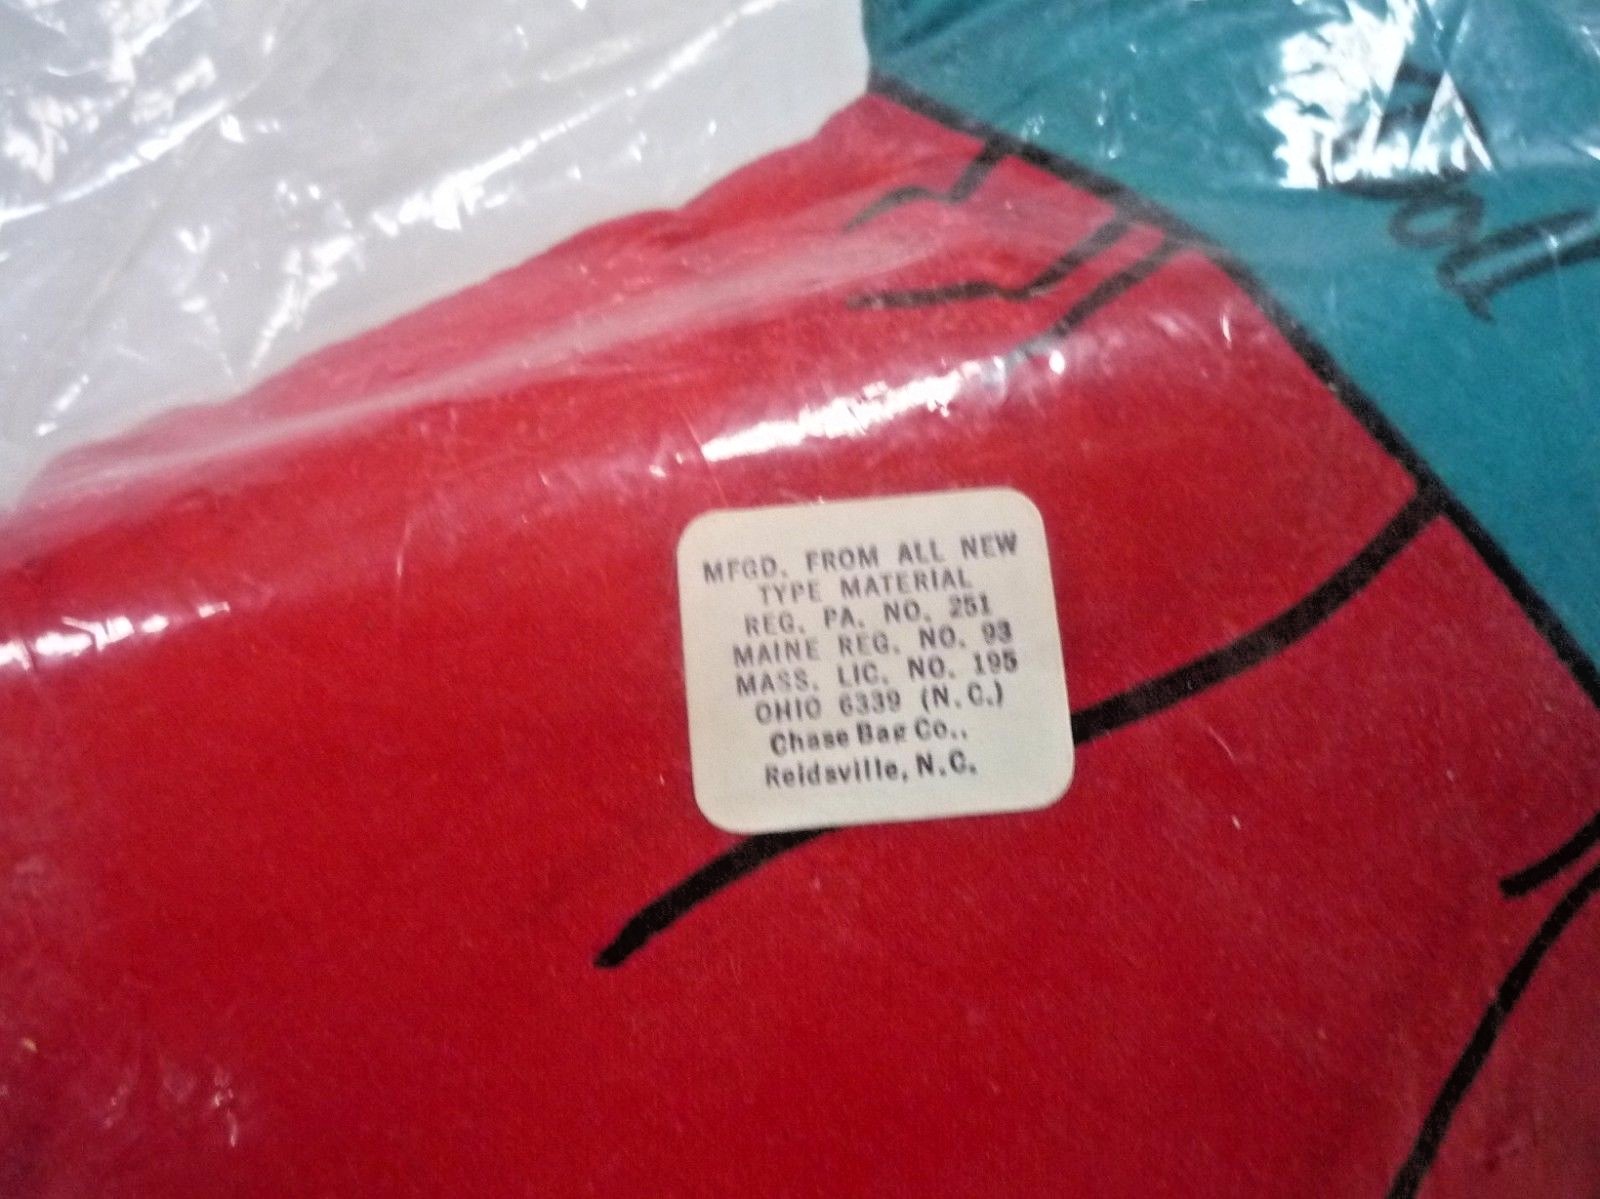 MFGD. FROM ALL NEW
TYPE MATERIAL
REG. PA. NO. 251
MAINE REG. NO. 93
MASS. LIC. NO. 195
OHIO 6339 (N.C.)
Chase Bag Co.,
Reidsville, N.C.